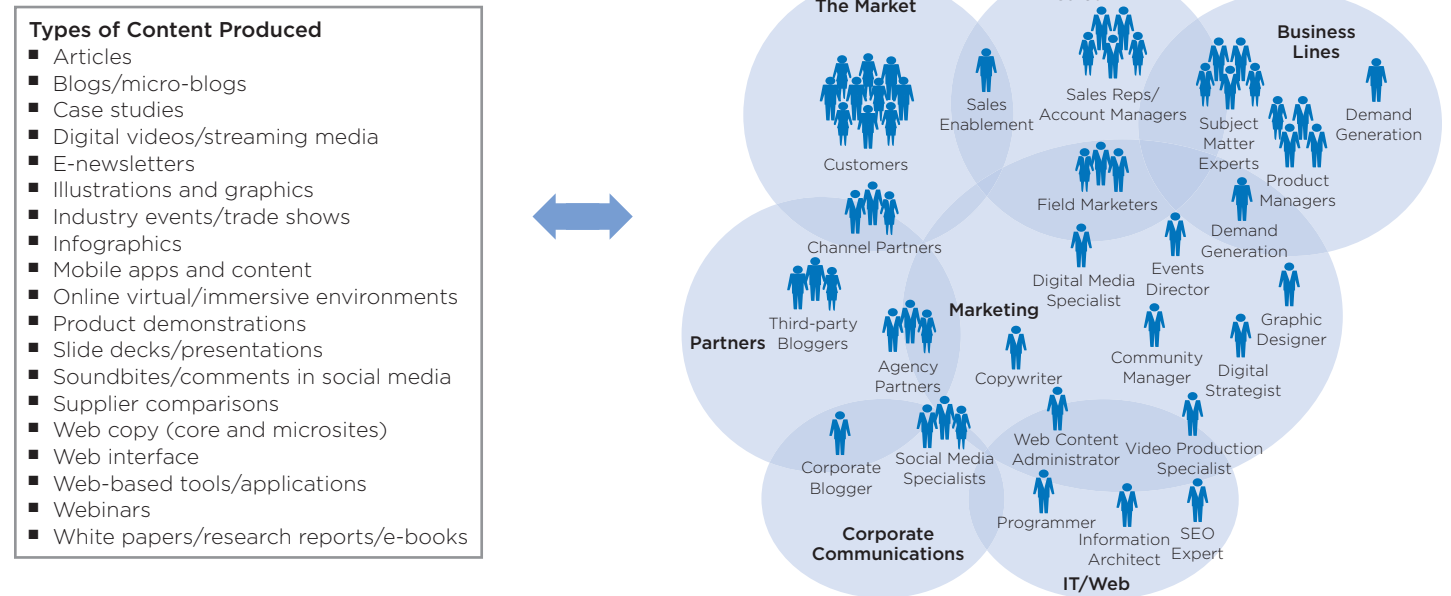 Types of Content Produced
Articles
Blogs/micro-blogs
Case studies
Digital videos/streaming media
E-newsletters
Illustrations and graphics
Industry events/trade shows
Infographics
Mobile apps and content
Online virtual/immersive environments
Product demonstrations
Slide decks/presentations
Soundbites/comments in social media
Supplier comparisons
Web copy (core and microsites)
Web interface
Web-based tools/applications
Webinars
White papers/research reports/e-books
The Market
Customers
Sales
Enablement
Sales Reps/
Account Managers
Business
Lines
Subject
Matter
Experts
Demand
Generation
Product
Managers
Field Marketers
Demand
Generation
Channel Partners
Digital Media
Specialist
Events
Director
Marketing
Graphic
Designer
Partners
Third-party
Bloggers
Agency
Partners
Copywriter
Community
Manager
Digital
Strategist
Corporate
Blogger
Social Media
Specialists
Web Content
Administrator
Video Production
Specialist
Corporate
Communications
Programmer
Information
Architect
SEO
Expert
IT/Web